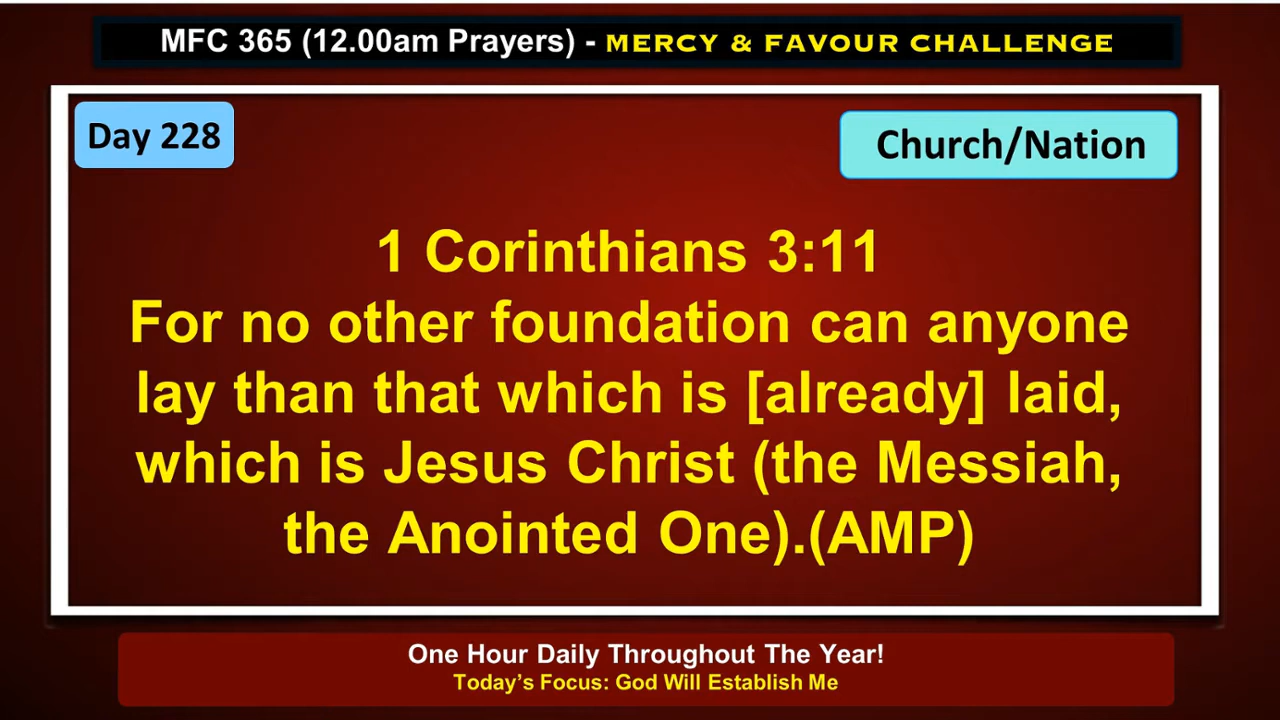 MFC 365 (12.00am Prayers) - MERCY & FAVOUR CHALLENGE
Day 228
Church/Nation
1 Corinthians 3:11
For no other foundation can anyone
lay than that which is [already] laid,
which is Jesus Christ (the Messiah,
the Anointed One).(AMP)
One Hour Daily Throughout The Year!
Today’s Focus: God Will Establish Me